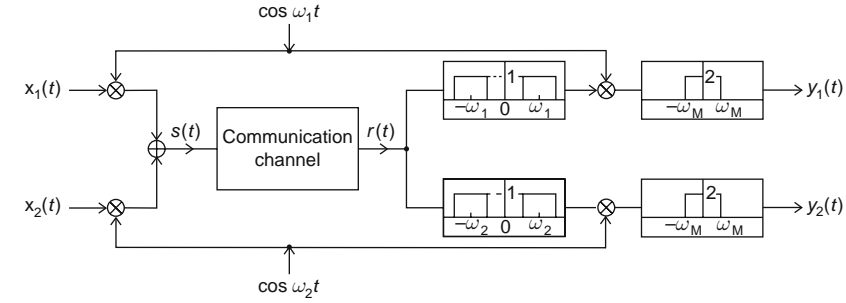 cos ω₁t
x₁(t)
1
−ω₁ 0 ω₁
2
−ω_M ω_M
y₁(t)
s(t)
Communication
channel
r(t)
x₂(t)
1
−ω₂ 0 ω₂
2
−ω_M ω_M
y₂(t)
cos ω₂t